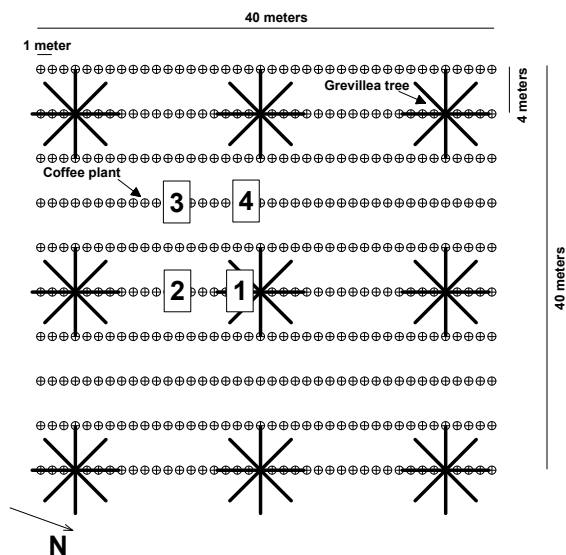 40 meters
1 meter
Grevillea tree
4 meters
Coffee plant
3 4
40 meters
2 1
N